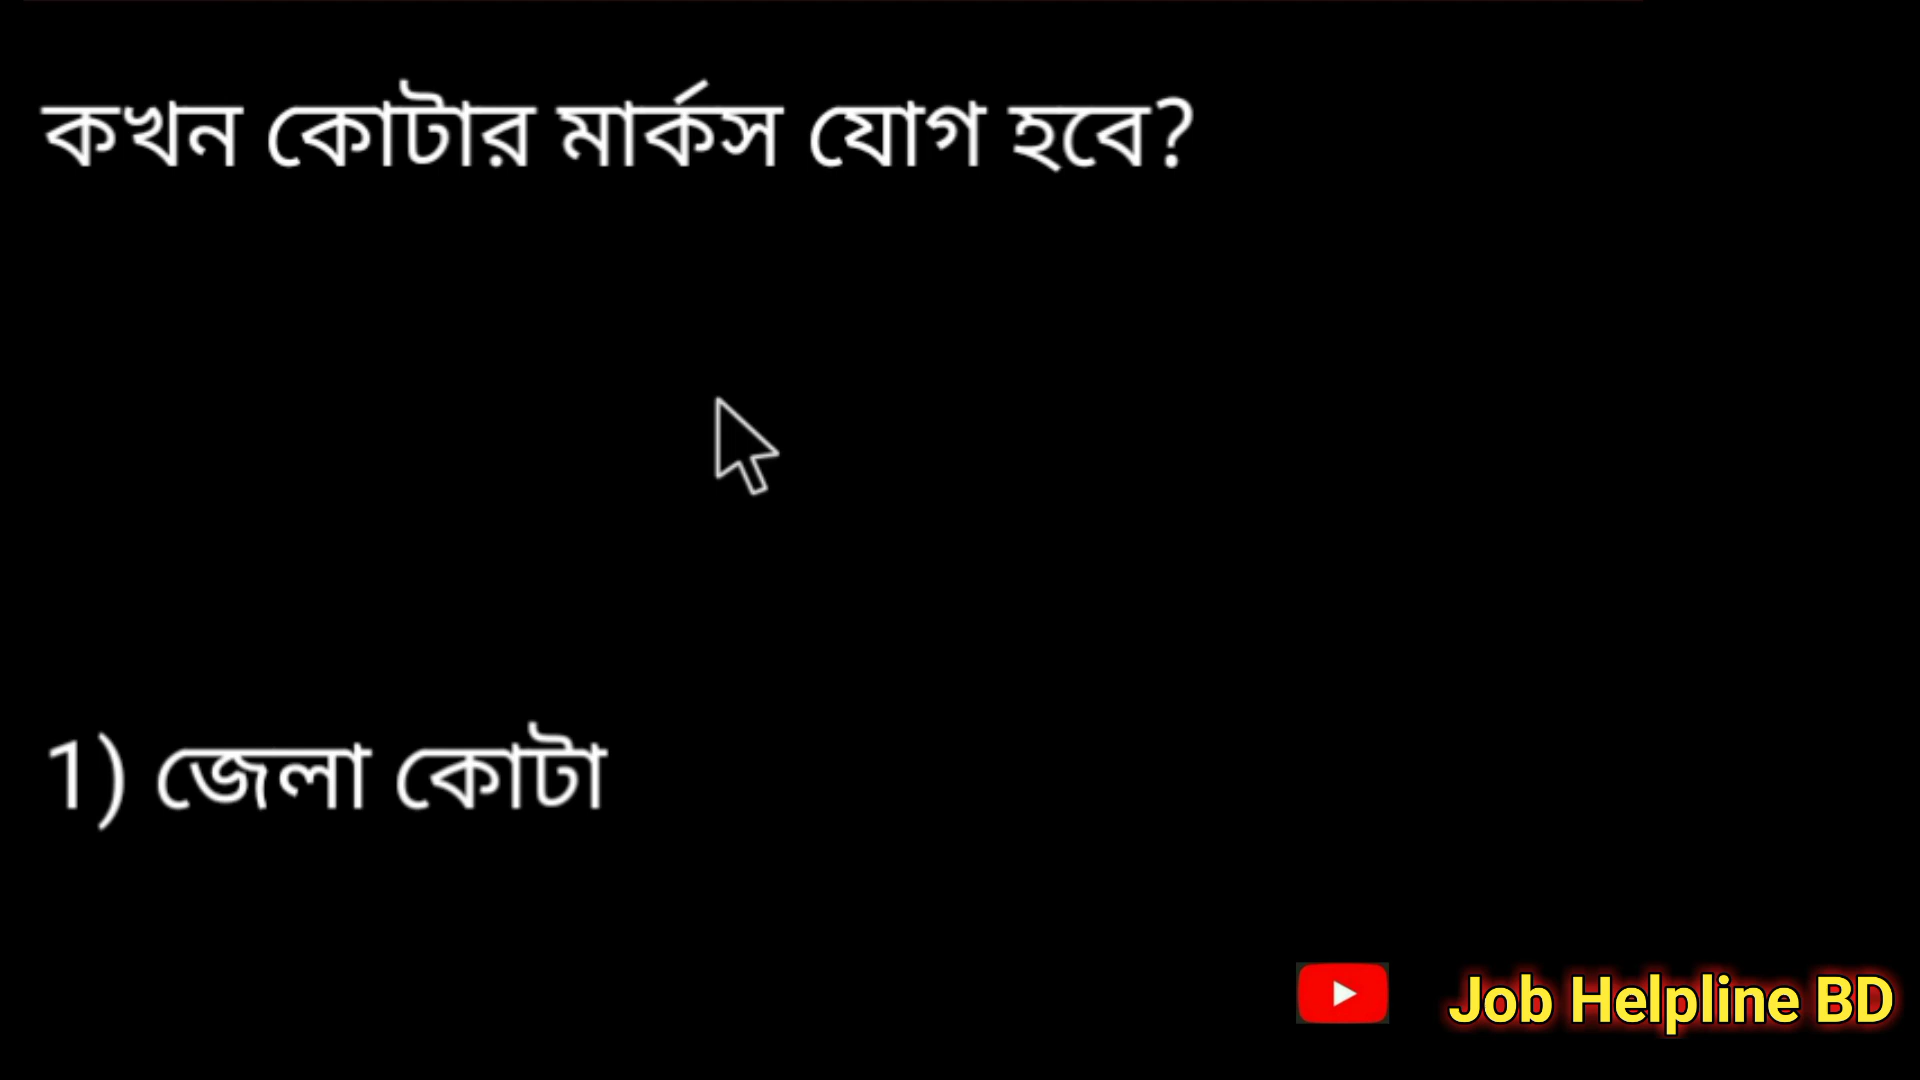 কখন কোটার মার্কস যোগ হবে?
1) জেলা কোটা
Job Helpline BD